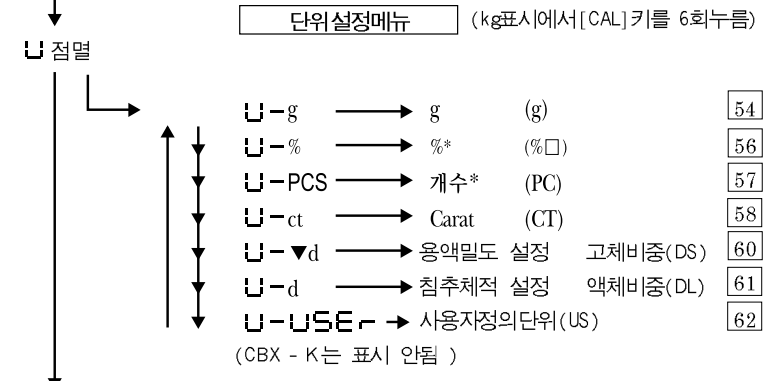 단위설정메뉴 (kg표시에서[CAL]키를 6회누름)
U 점멸
U-g g (g) 54
U-% %* (%□) 56
U-PCS 개수* (PC) 57
U-ct Carat (CT) 58
U-▼d 용액밀도 설정 고체비중(DS) 60
U-d 침추체적 설정 액체비중(DL) 61
U-USEr 사용자정의단위(US) 62
(CBX - K는 표시 안됨 )